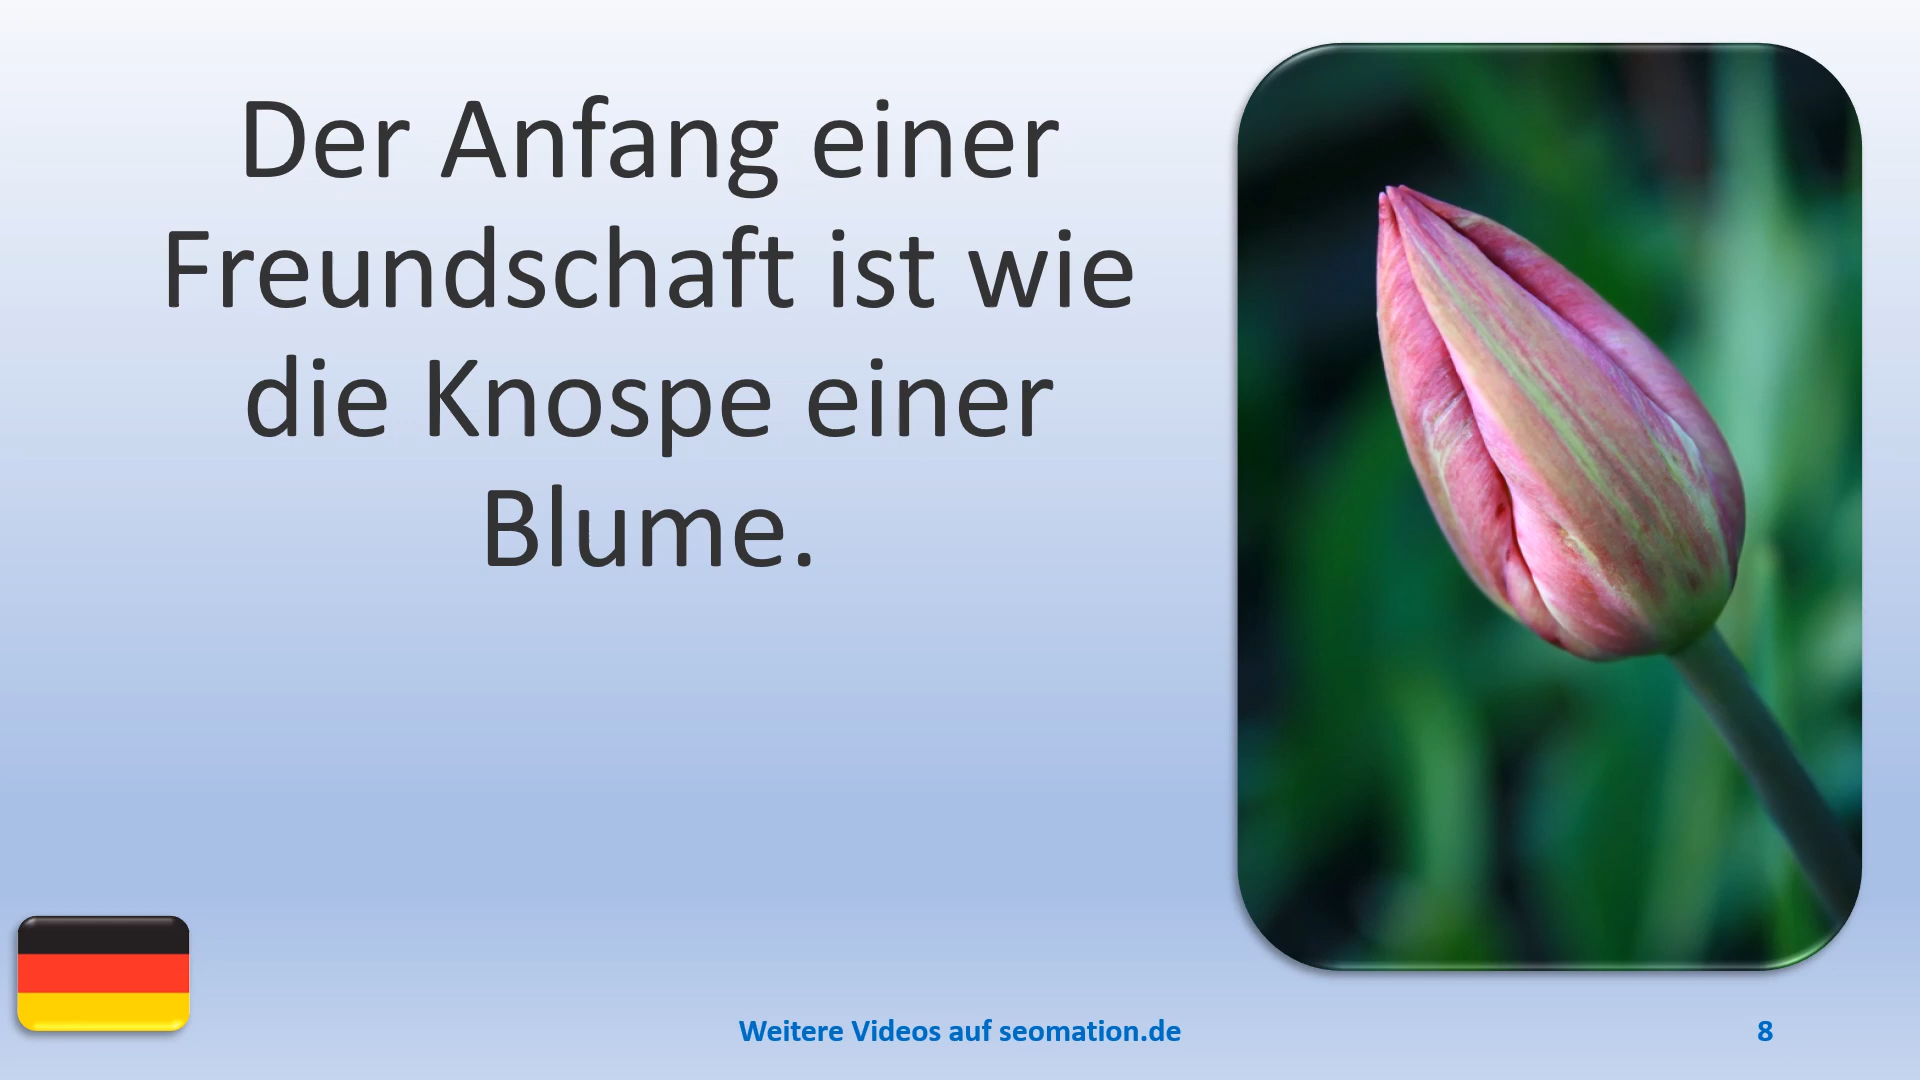 Der Anfang einer
Freundschaft ist wie
die Knospe einer
Blume.
Weitere Videos auf seomation.de
8